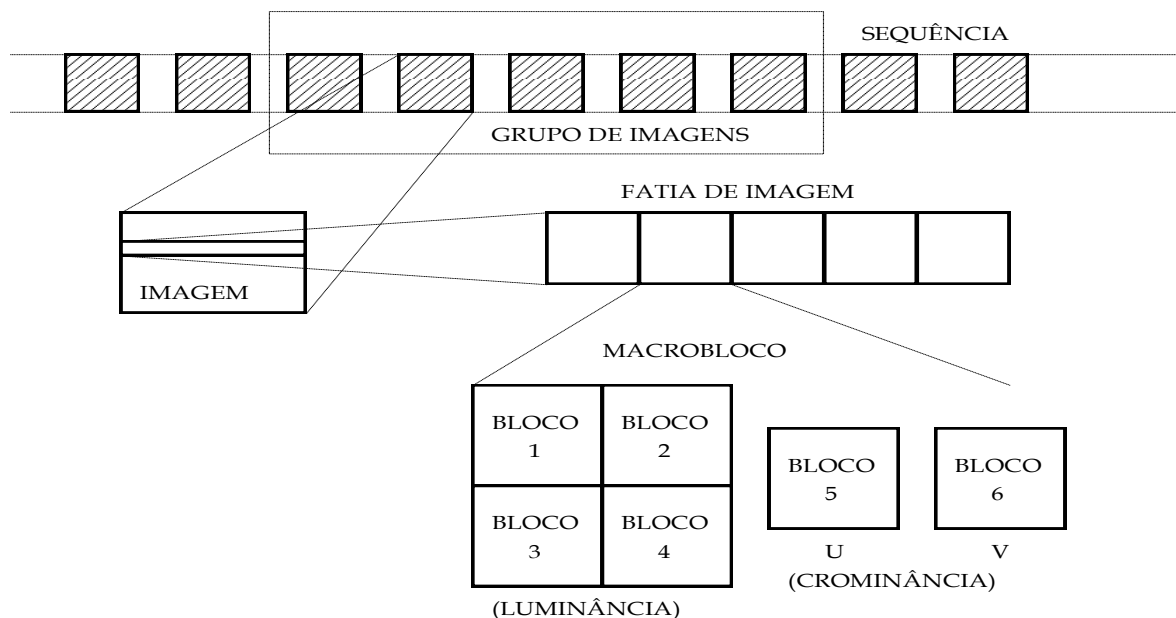 SEQUÊNCIA
GRUPO DE IMAGENS
FATIA DE IMAGEM
IMAGEM
MACROBLOCO
BLOCO
1
BLOCO
2
BLOCO
3
BLOCO
4
BLOCO
5
BLOCO
6
U
V
(CROMINÂNCIA)
(LUMINÂNCIA)